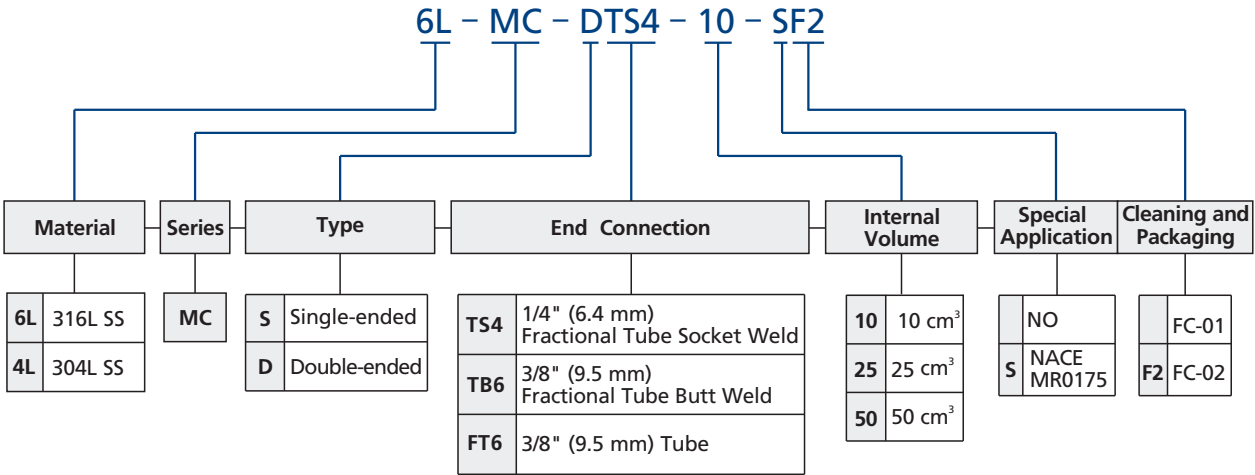 6L – MC – DTS4 – 10 – SF2
Material
Series
Type
End Connection
Internal
Volume
Special
Application
Cleaning and
Packaging
6L 316L SS
4L 304L SS
MC
S Single-ended
D Double-ended
TS4 1/4" (6.4 mm)
Fractional Tube Socket Weld
TB6 3/8" (9.5 mm)
Fractional Tube Butt Weld
FT6 3/8" (9.5 mm) Tube
10 10 cm³
25 25 cm³
50 50 cm³
NO
S NACE
MR0175
FC-01
F2 FC-02